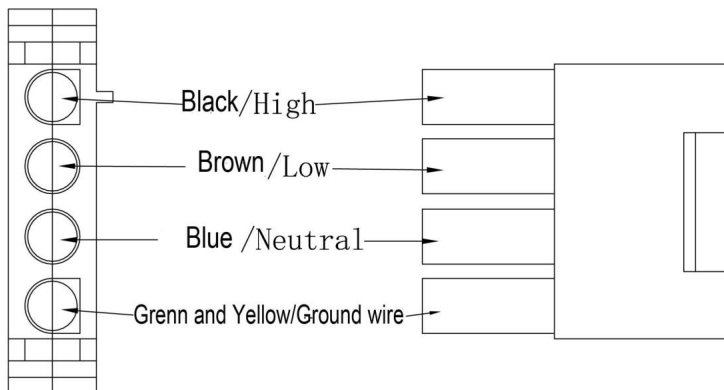 Black/High
Brown/Low
Blue /Neutral
Grenn and Yellow/Ground wire